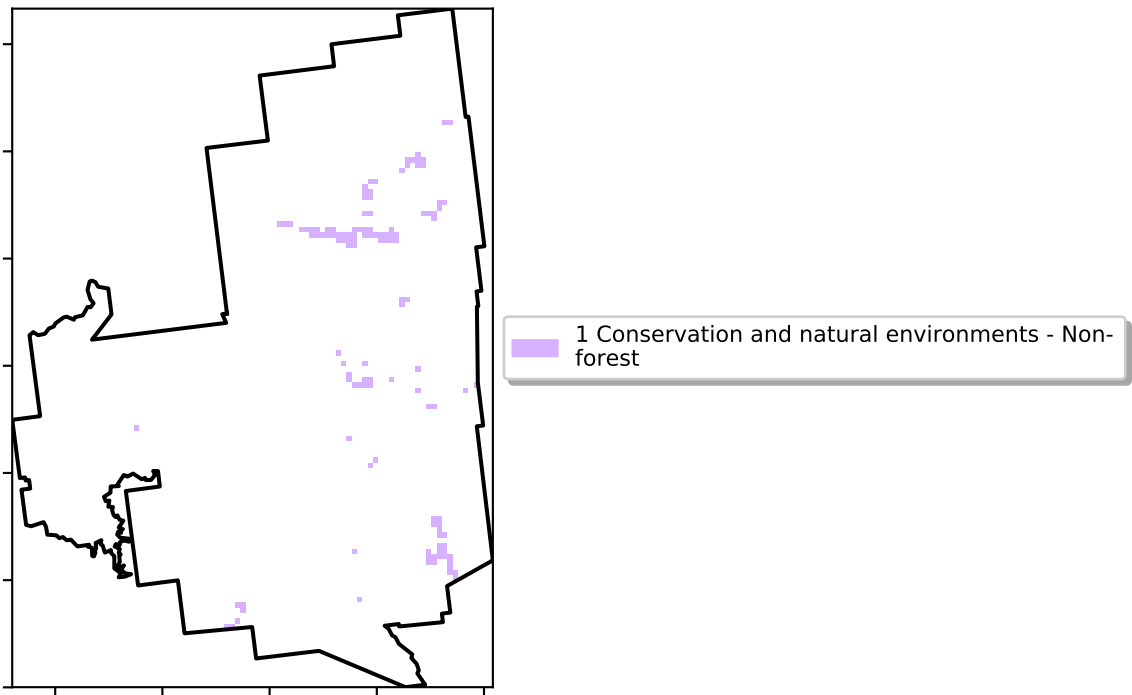 1 Conservation and natural environments - Non-
forest